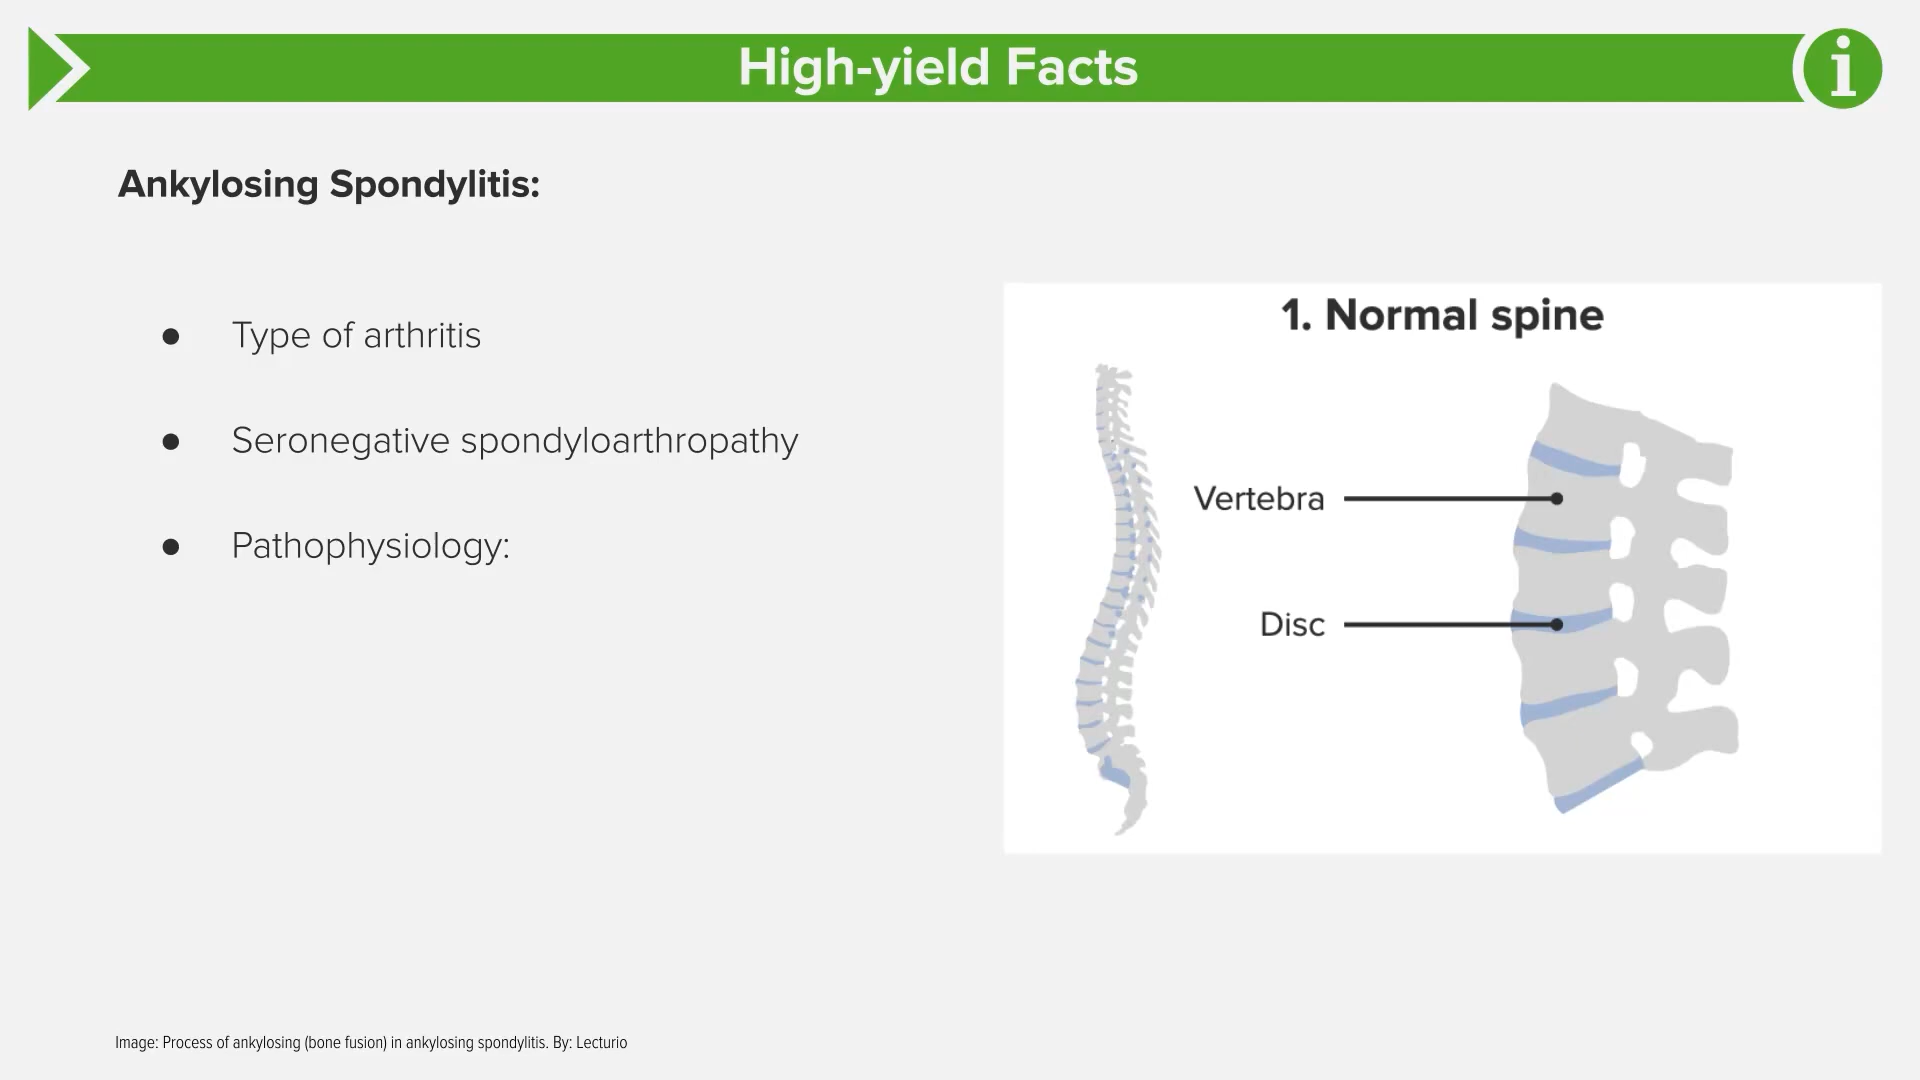 High-yield Facts
i
Ankylosing Spondylitis:
● Type of arthritis
● Seronegative spondyloarthropathy
● Pathophysiology:
1. Normal spine
Vertebra
Disc
Image: Process of ankylosing (bone fusion) in ankylosing spondylitis. By: Lecturio